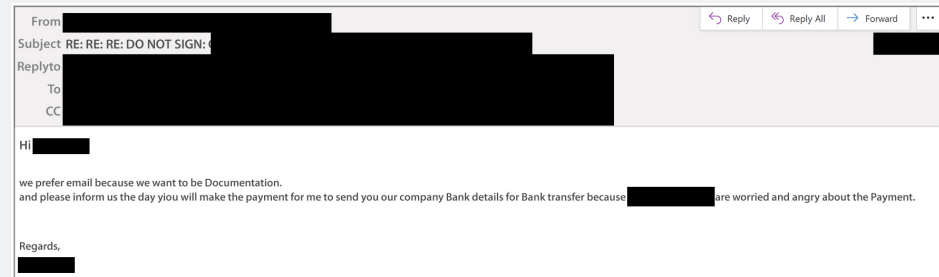 From
Reply Reply All Forward ...
Subject RE: RE: RE: DO NOT SIGN:
Replyto
To
CC
Hi
we prefer email because we want to be Documentation.
and please inform us the day yiou will make the payment for me to send you our company Bank details for Bank transfer because are worried and angry about the Payment.
Regards,